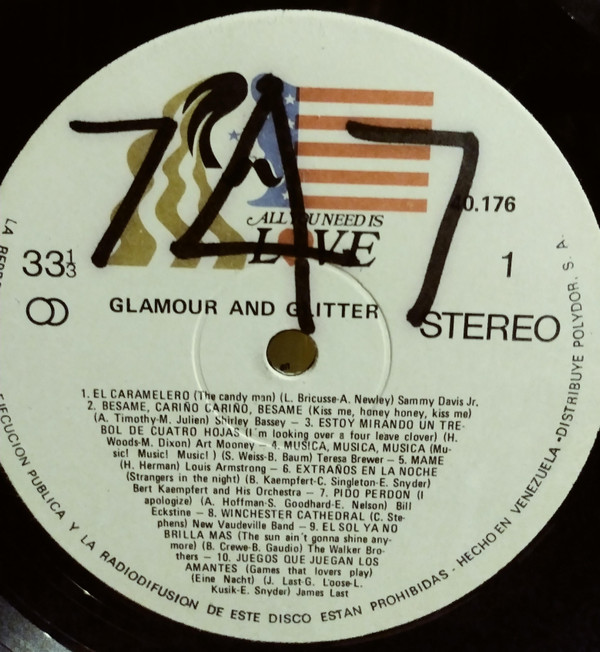 7A7
ALL YOU NEED IS
LOVE
40.176
33 1/3
1
GLAMOUR AND GLITTER
STEREO
1. EL CARAMELERO (The candy man) (L. Bricusse-A. Newley) Sammy Davis Jr.
2. BESAME, CARIÑO CARIÑO, BESAME (Kiss me, honey honey, kiss me)
(A. Timothy-M. Julien) Shirley Bassey – 3. ESTOY MIRANDO UN TRE-
BOL DE CUATRO HOJAS (I´m looking over a four leave clover) (H.
Woods-M. Dixon) Art Mooney – 4. MUSICA, MUSICA, MUSICA (Mu-
sic! Music! Music! ) (S. Weiss-B. Baum) Teresa Brewer – 5. MAME
(H. Herman) Louis Armstrong – 6. EXTRAÑOS EN LA NOCHE
(Strangers in the night) (B. Kaempfert-C. Singleton-E. Snyder)
Bert Kaempfert and His Orchestra – 7. PIDO PERDON (I
apologize) (A. Hoffman-S. Goodhard-E. Nelson) Bill
Eckstine – 8. WINCHESTER CATHEDRAL (C. Ste-
phens) New Vaudeville Band – 9. EL SOL YA NO
BRILLA MAS (The sun ain´t gonna shine any-
more) (B. Crewe-B. Gaudio) The Walker Bro-
thers – 10. JUEGOS QUE JUEGAN LOS
AMANTES (Games that lovers play)
(Eine Nacht) (J. Last-G. Loose-L.
Kusik-E. Snyder) James Last
LA
EJECUCION PUBLICA Y LA RADIODIFUSION DE ESTE DISCO ESTAN PROHIBIDAS · HECHO EN VENEZUELA · DISTRIBUYE POLYDOR, S. A.